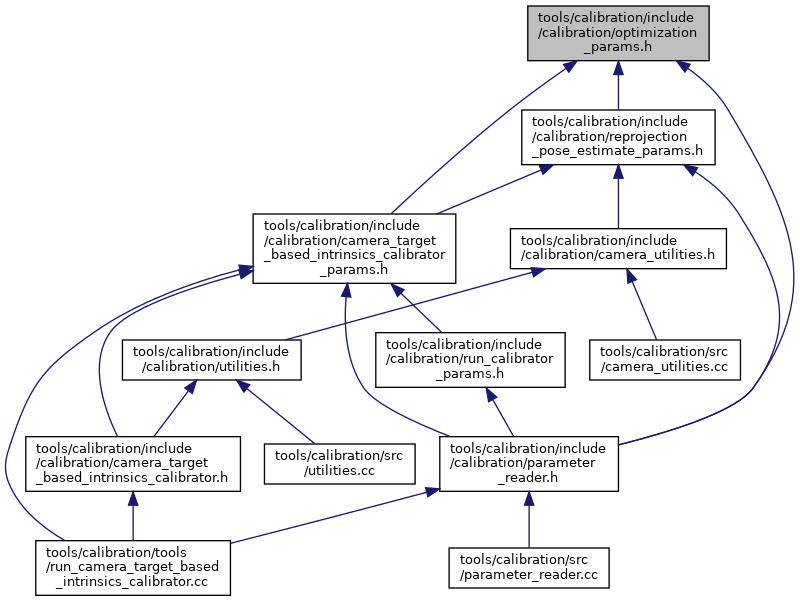 tools/calibration/include
/calibration/optimization
_params.h
tools/calibration/include
/calibration/reprojection
_pose_estimate_params.h
tools/calibration/include
/calibration/camera_target
_based_intrinsics_calibrator
_params.h
tools/calibration/include
/calibration/camera_utilities.h
tools/calibration/include
/calibration/utilities.h
tools/calibration/include
/calibration/run_calibrator
_params.h
tools/calibration/src
/camera_utilities.cc
tools/calibration/include
/calibration/camera_target
_based_intrinsics_calibrator.h
tools/calibration/src
/utilities.cc
tools/calibration/include
/calibration/parameter
_reader.h
tools/calibration/tools
/run_camera_target_based
_intrinsics_calibrator.cc
tools/calibration/src
/parameter_reader.cc